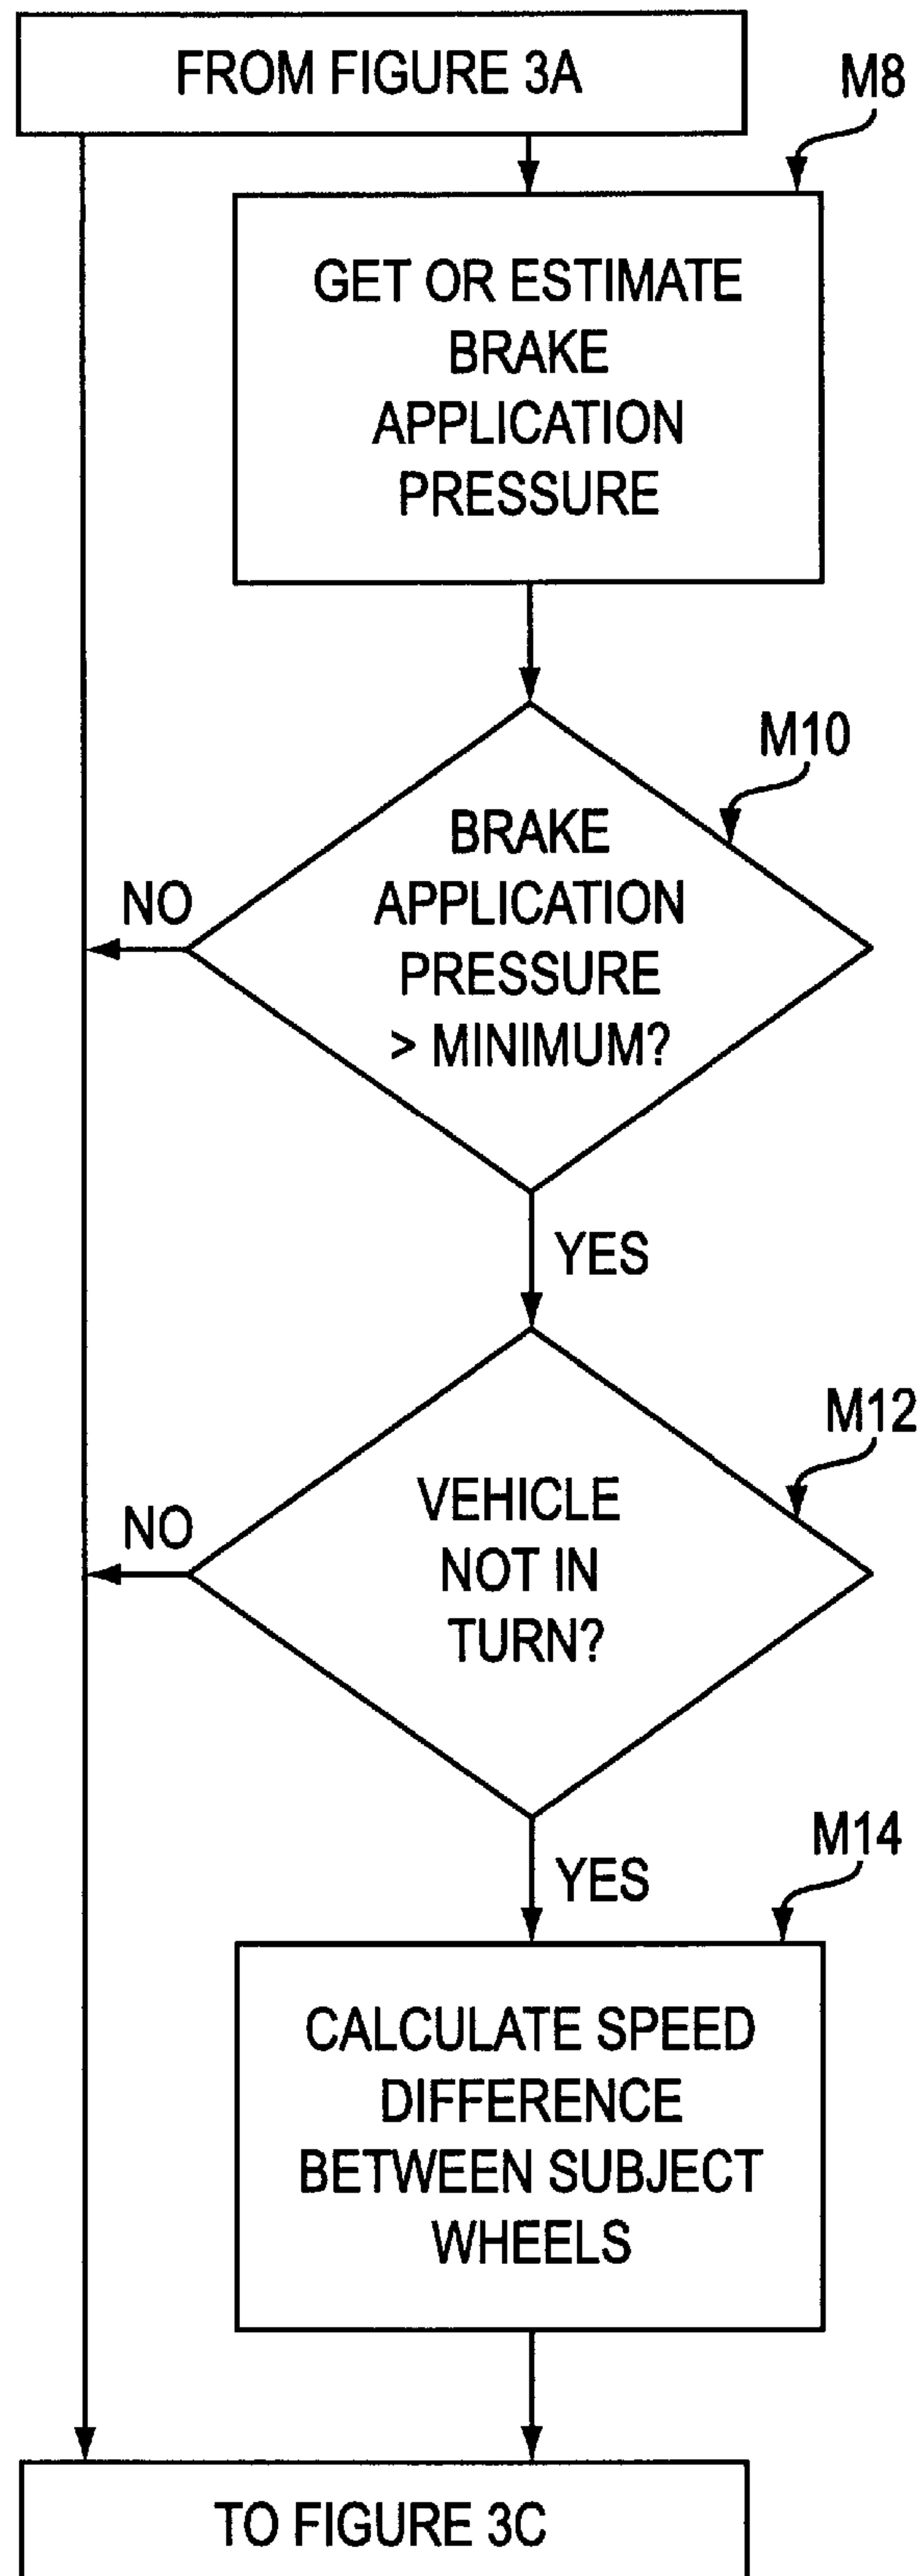 FROM FIGURE 3A
M8
GET OR ESTIMATE
BRAKE
APPLICATION
PRESSURE
M10
BRAKE
APPLICATION
PRESSURE
> MINIMUM?
NO
YES
M12
VEHICLE
NOT IN
TURN?
NO
YES
M14
CALCULATE SPEED
DIFFERENCE
BETWEEN SUBJECT
WHEELS
TO FIGURE 3C